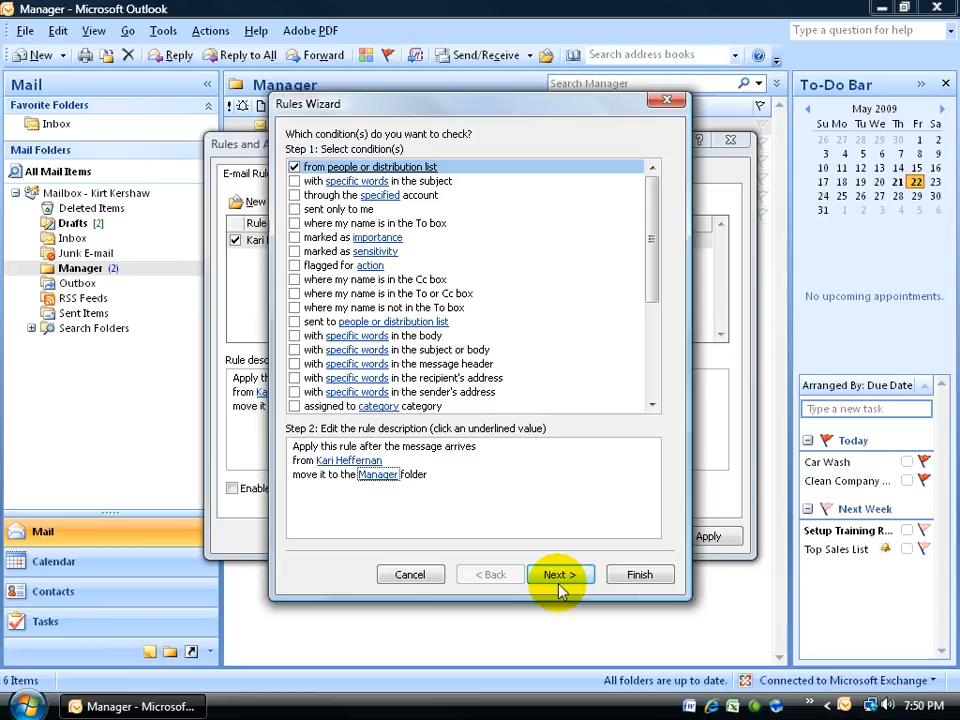 Manager - Microsoft Outlook
File Edit View Go Tools Actions Help Adobe PDF
Type a question for help
New Reply Reply to All Forward Send/Receive Search address books
Mail
Favorite Folders
Inbox
Mail Folders
All Mail Items
Mailbox - Kirt Kershaw
Deleted Items
Drafts [2]
Inbox
Junk E-mail
Manager (2)
Outbox
RSS Feeds
Sent Items
Search Folders
Mail
Calendar
Contacts
Tasks
Manager
Search Manager
Rules and A
E-mail Rul
New
Rule
Kari
Rule des
Apply th
from Ka
move it
Enable
Apply
Rules Wizard
Which condition(s) do you want to check?
Step 1: Select condition(s)
from people or distribution list
with specific words in the subject
through the specified account
sent only to me
where my name is in the To box
marked as importance
marked as sensitivity
flagged for action
where my name is in the Cc box
where my name is in the To or Cc box
where my name is not in the To box
sent to people or distribution list
with specific words in the body
with specific words in the subject or body
with specific words in the message header
with specific words in the recipient's address
with specific words in the sender's address
assigned to category category
Step 2: Edit the rule description (click an underlined value)
Apply this rule after the message arrives
from Kari Heffernan
move it to the Manager folder
Cancel < Back Next > Finish
To-Do Bar
May 2009
Su Mo Tu We Th Fr Sa
26 27 28 29 30 1 2
3 4 5 6 7 8 9
10 11 12 13 14 15 16
17 18 19 20 21 22 23
24 25 26 27 28 29 30
31 1 2 3 4 5 6
No upcoming appointments.
Arranged By: Due Date
Type a new task
Today
Car Wash
Clean Company ...
Next Week
Setup Training R...
Top Sales List
6 Items
All folders are up to date.
Connected to Microsoft Exchange
Manager - Microsof...
7:50 PM